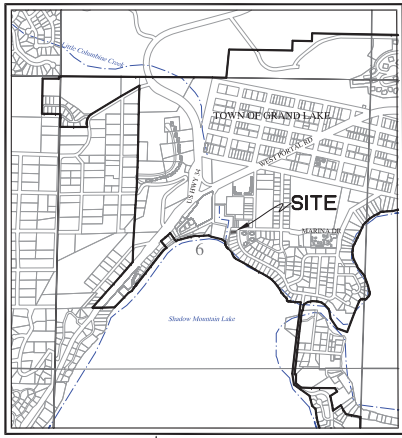 Little Columbine Creek
TOWN OF GRAND LAKE
WEST PORTAL RD
US HWY 34
SITE
MARINA DR
6
Shadow Mountain Lake